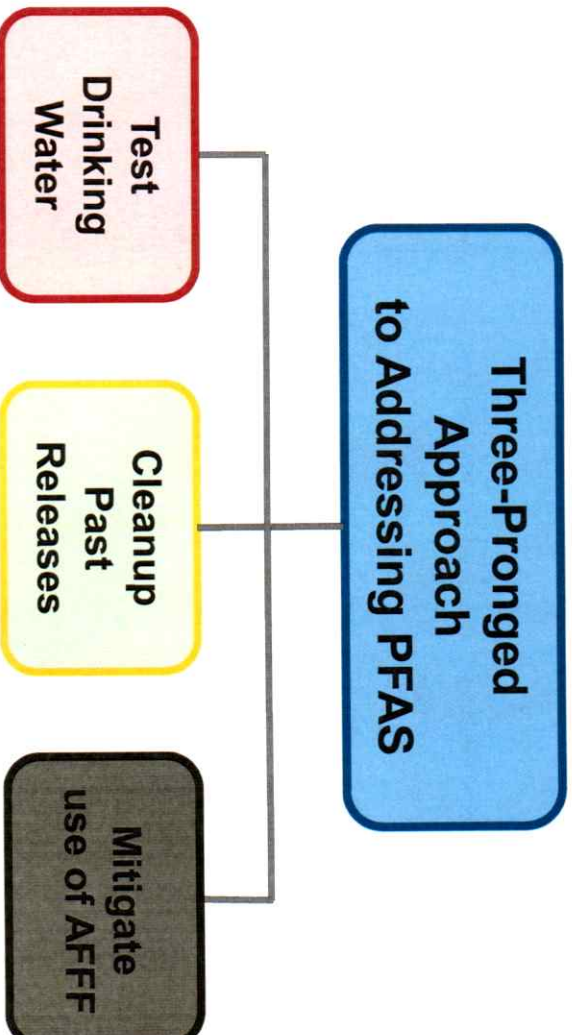 Three-Pronged
Approach
to Addressing PFAS
Test
Drinking
Water
Cleanup
Past
Releases
Mitigate
use of AFFF